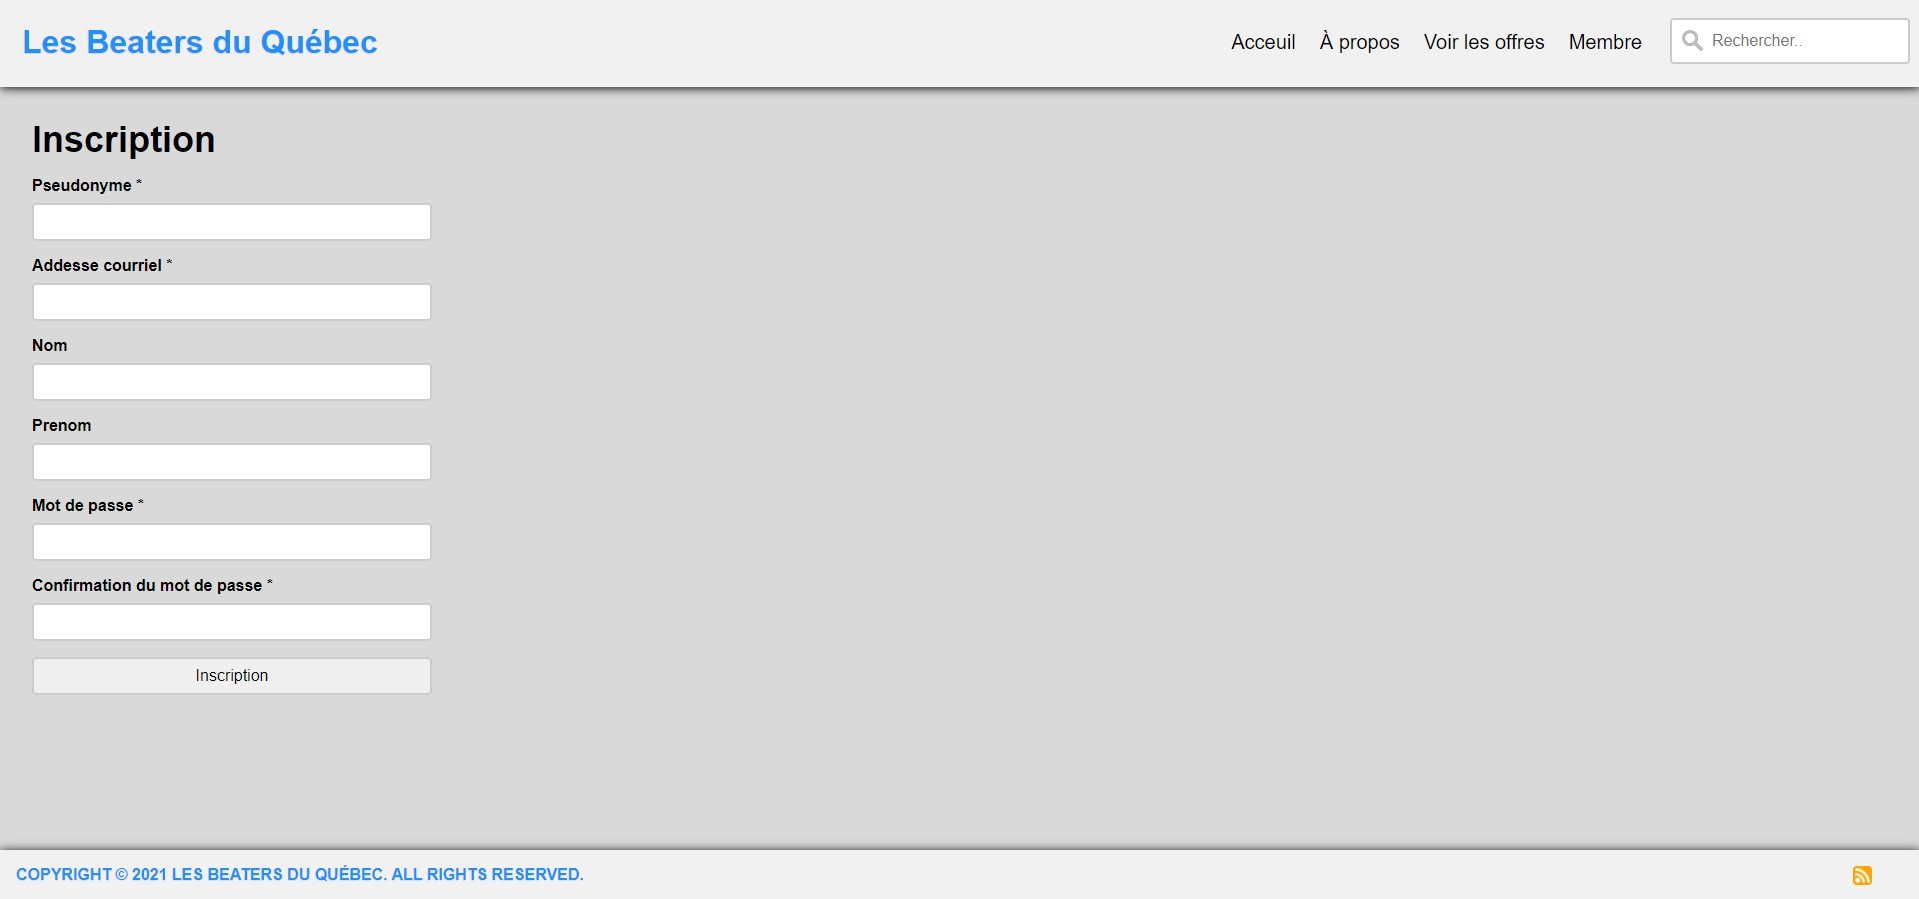 Les Beaters du Québec
Acceuil À propos Voir les offres Membre Rechercher..
Inscription
Pseudonyme *
Addesse courriel *
Nom
Prenom
Mot de passe *
Confirmation du mot de passe *
Inscription
COPYRIGHT © 2021 LES BEATERS DU QUÉBEC. ALL RIGHTS RESERVED.